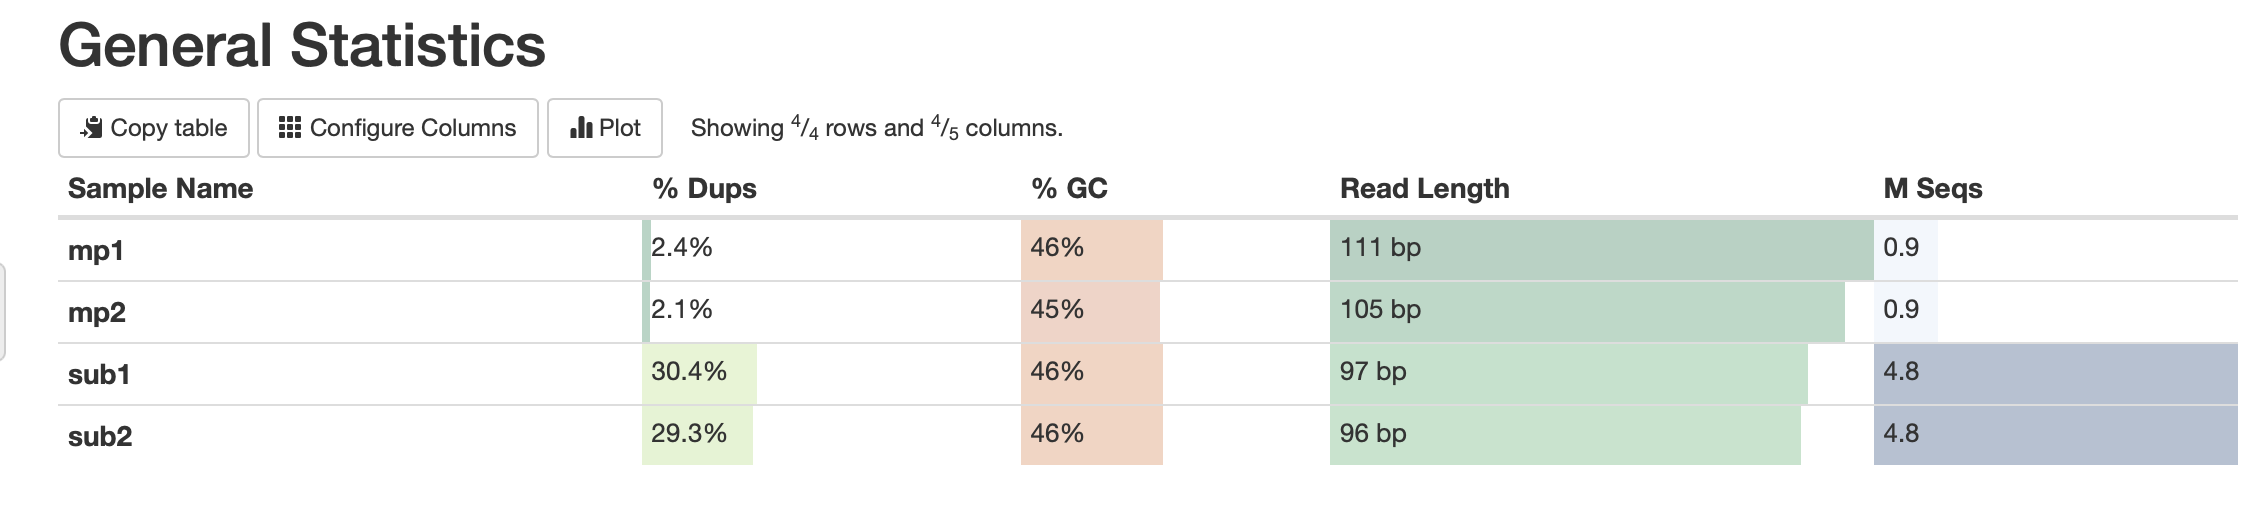 General Statistics
Copy table Configure Columns Plot Showing 4/4 rows and 4/5 columns.
Sample Name % Dups % GC Read Length M Seqs
mp1 2.4% 46% 111 bp 0.9
mp2 2.1% 45% 105 bp 0.9
sub1 30.4% 46% 97 bp 4.8
sub2 29.3% 46% 96 bp 4.8